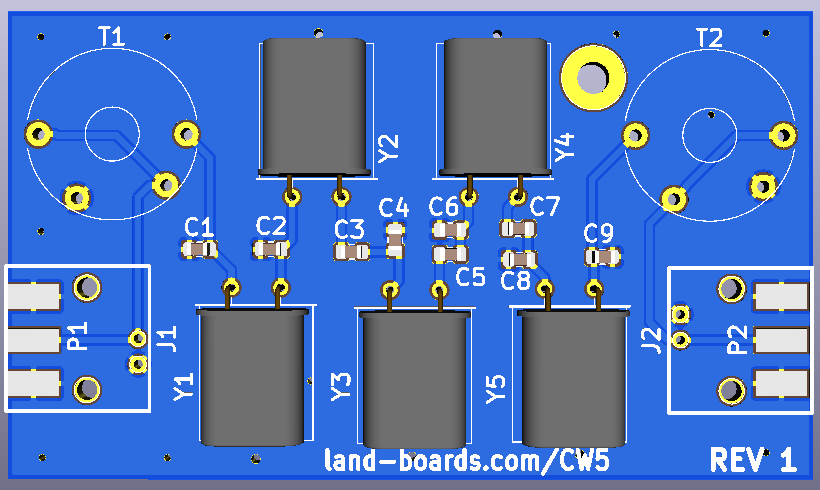 T1
T2
Y2
Y4
C4
C6
C7
C1
C2
C3
C9
C5
C8
P1
J1
J2
P2
Y1
Y3
Y5
land-boards.com/CW5
REV 1